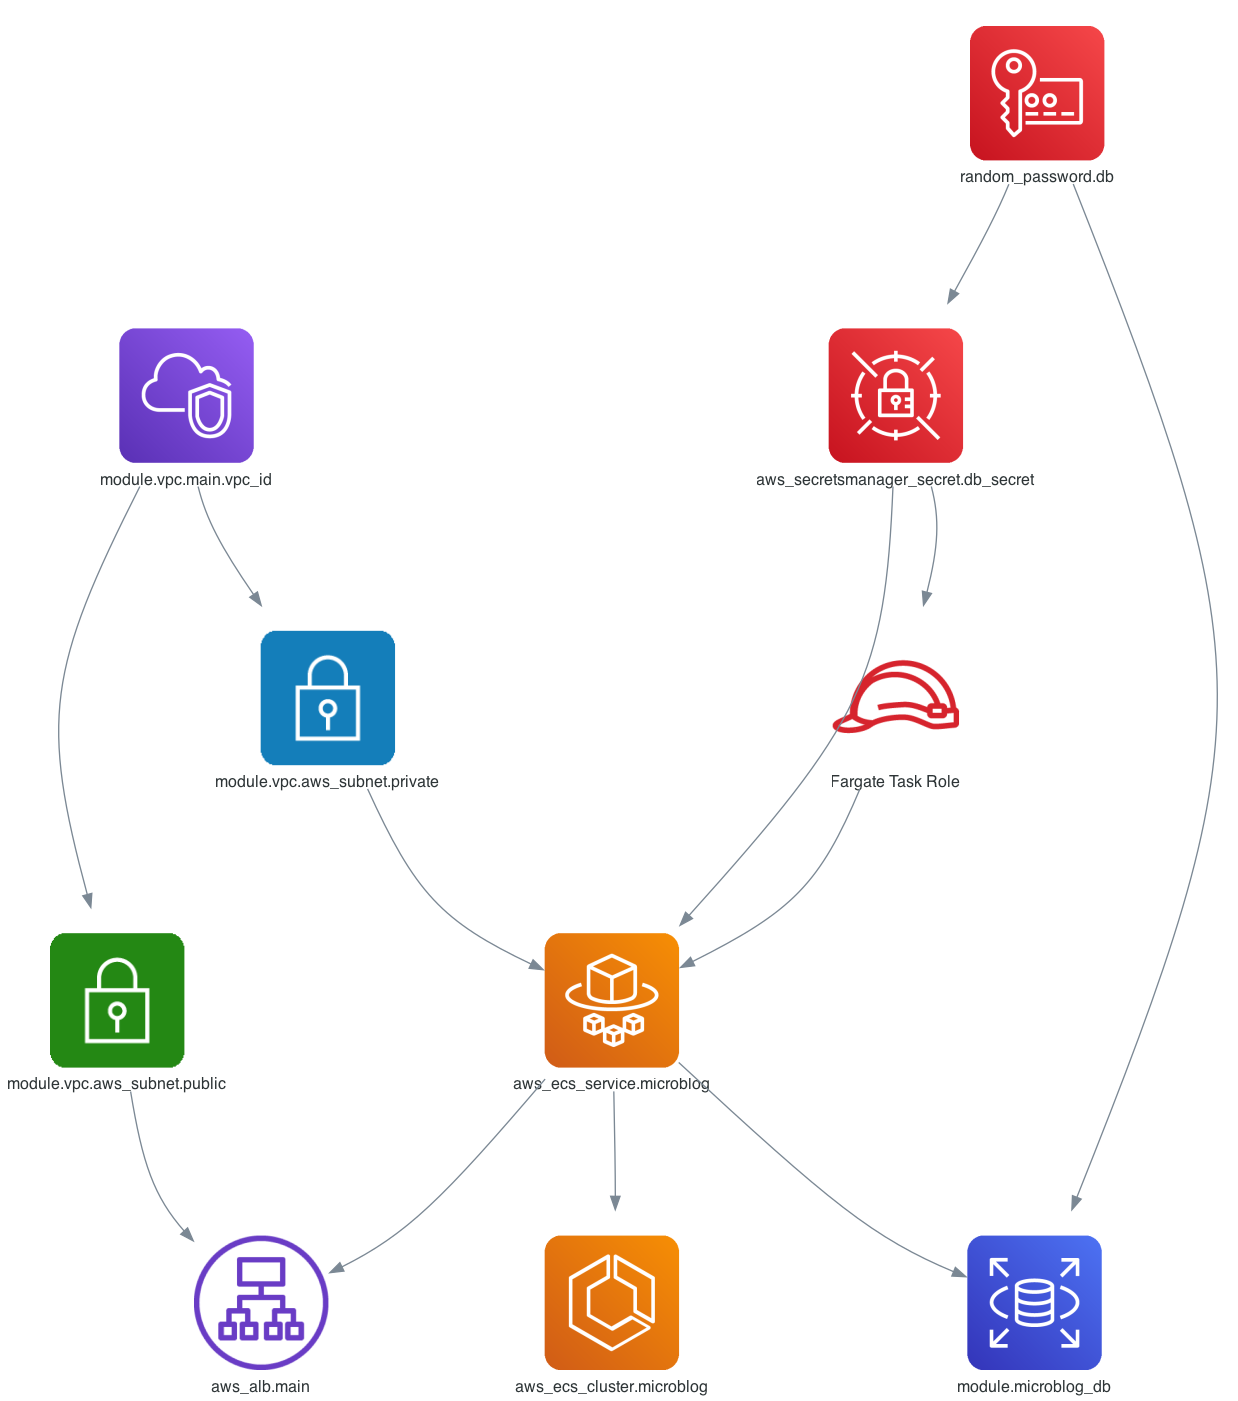 random_password.db
module.vpc.main.vpc_id
aws_secretsmanager_secret.db_secret
module.vpc.aws_subnet.private
Fargate Task Role
module.vpc.aws_subnet.public
aws_ecs_service.microblog
aws_alb.main
aws_ecs_cluster.microblog
module.microblog_db